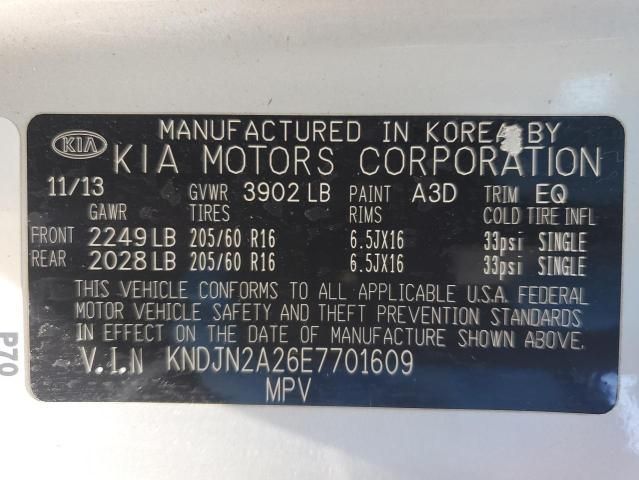 MANUFACTURED IN KOREA BY
KIA KIA MOTORS CORPORATION
11/13 GVWR 3902 LB PAINT A3D TRIM EQ
GAWR TIRES RIMS COLD TIRE INFL
FRONT 2249 LB 205/60 R16 6.5JX16 33psi SINGLE
REAR 2028 LB 205/60 R16 6.5JX16 33psi SINGLE
THIS VEHICLE CONFORMS TO ALL APPLICABLE U.S.A. FEDERAL
MOTOR VEHICLE SAFETY AND THEFT PREVENTION STANDARDS
IN EFFECT ON THE DATE OF MANUFACTURE SHOWN ABOVE.
V.I.N KNDJN2A26E7701609
MPV
P70